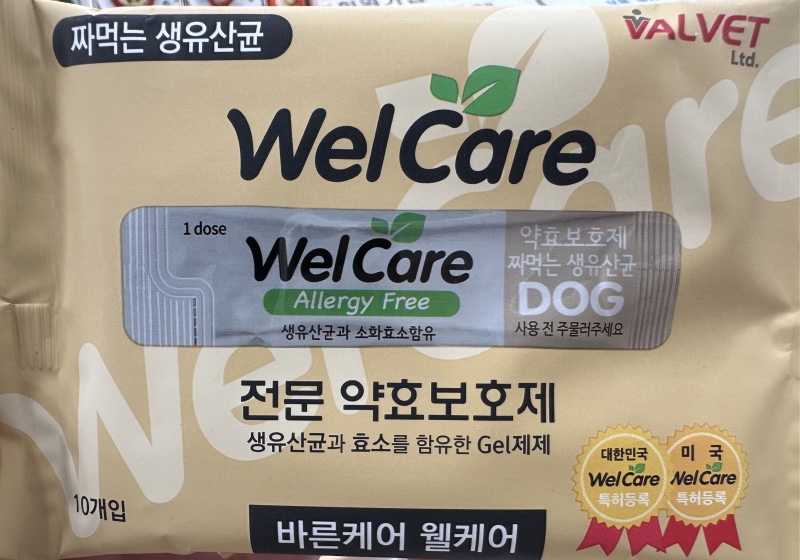 짜먹는 생유산균
VALVET
Ltd.
WelCare
1 dose
WelCare
Allergy Free
생유산균과 소화효소함유
약효보호제
짜먹는 생유산균
DOG
사용 전 주물러주세요
전문 약효보호제
생유산균과 효소를 함유한 Gel제제
대한민국
WelCare
특허등록
미국
WelCare
특허등록
10개입
바른케어 웰케어